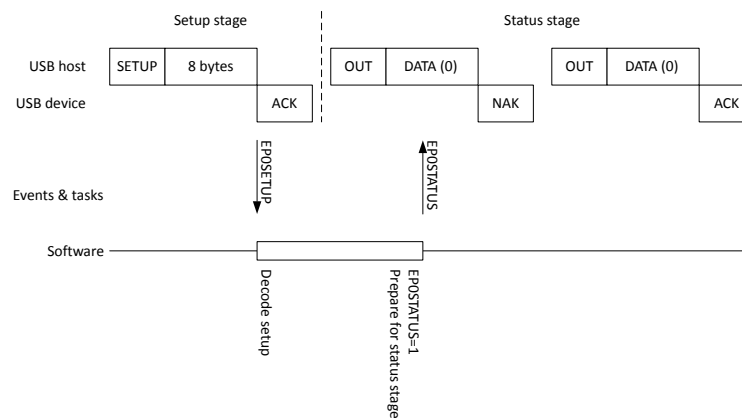 Setup stage
Status stage
USB host
SETUP
8 bytes
OUT
DATA (0)
OUT
DATA (0)
USB device
ACK
NAK
ACK
EP0SETUP
EP0STATUS
Events & tasks
Software
Decode setup
EP0STATUS=1
Prepare for status stage